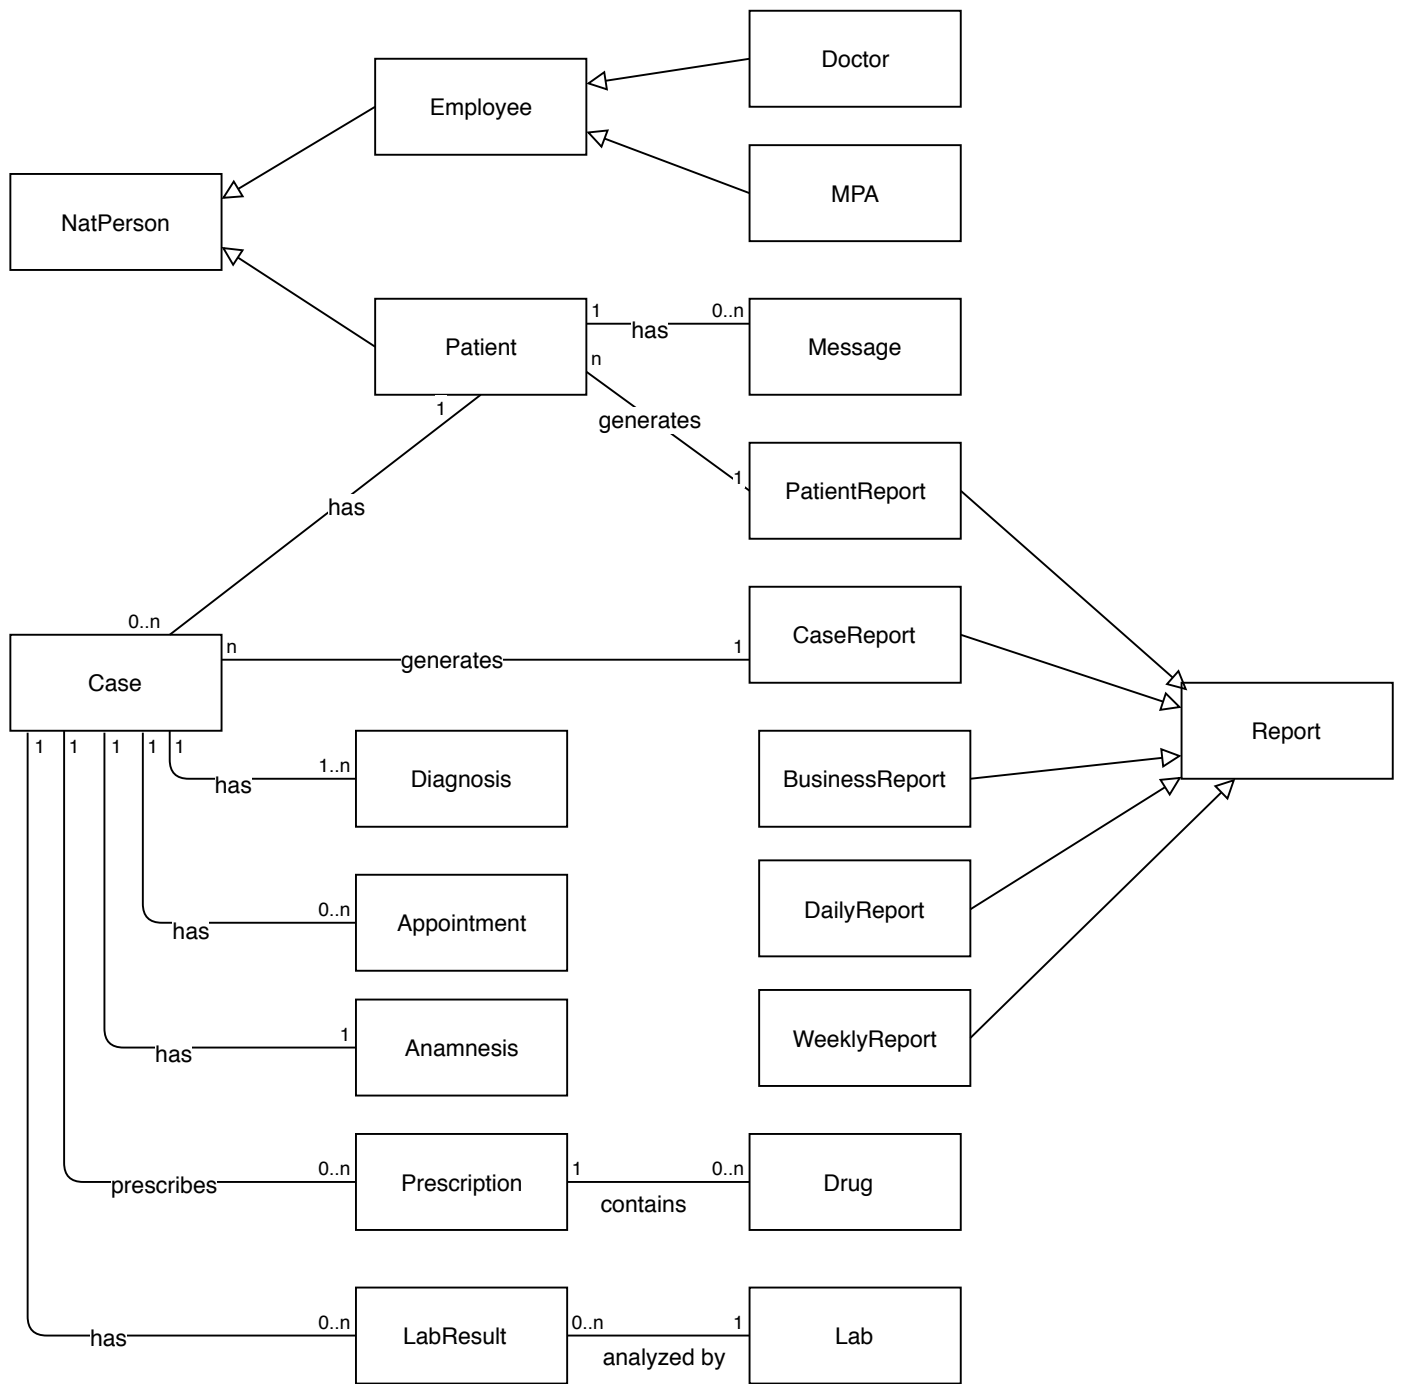 Doctor
Employee
MPA
NatPerson
1
0..n
has
Patient
Message
n
1
generates
1
PatientReport
has
0..n
CaseReport
n
1
generates
Case
Report
1
1
1
1
1
1..n
has
Diagnosis
BusinessReport
0..n
has
Appointment
DailyReport
1
has
Anamnesis
WeeklyReport
0..n
prescribes
Prescription
1
0..n
contains
Drug
0..n
has
LabResult
0..n
1
analyzed by
Lab